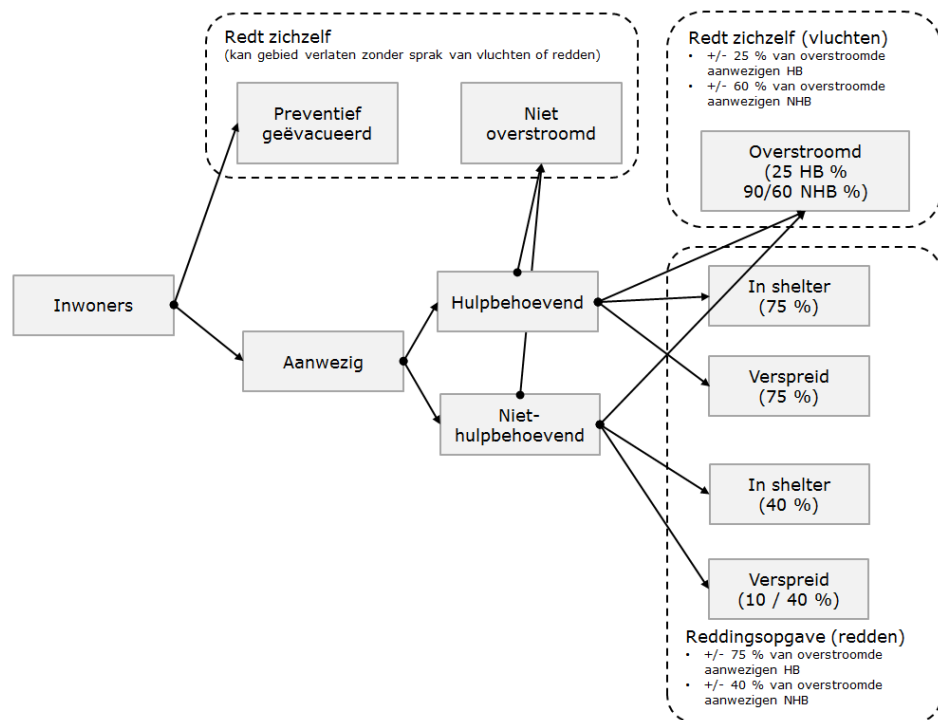 Redt zichzelf
(kan gebied verlaten zonder sprak van vluchten of redden)
Preventief
geëvacueerd
Niet
overstroomd
Redt zichzelf (vluchten)
• +/- 25 % van overstroomde
aanwezigen HB
• +/- 60 % van overstroomde
aanwezigen NHB
Overstroomd
(25 HB %
90/60 NHB %)
Inwoners
Aanwezig
Hulpbehoevend
Niet-
hulpbehoevend
In shelter
(75 %)
Verspreid
(75 %)
In shelter
(40 %)
Verspreid
(10 / 40 %)
Reddingsopgave (redden)
• +/- 75 % van overstroomde
aanwezigen HB
• +/- 40 % van overstroomde
aanwezigen NHB